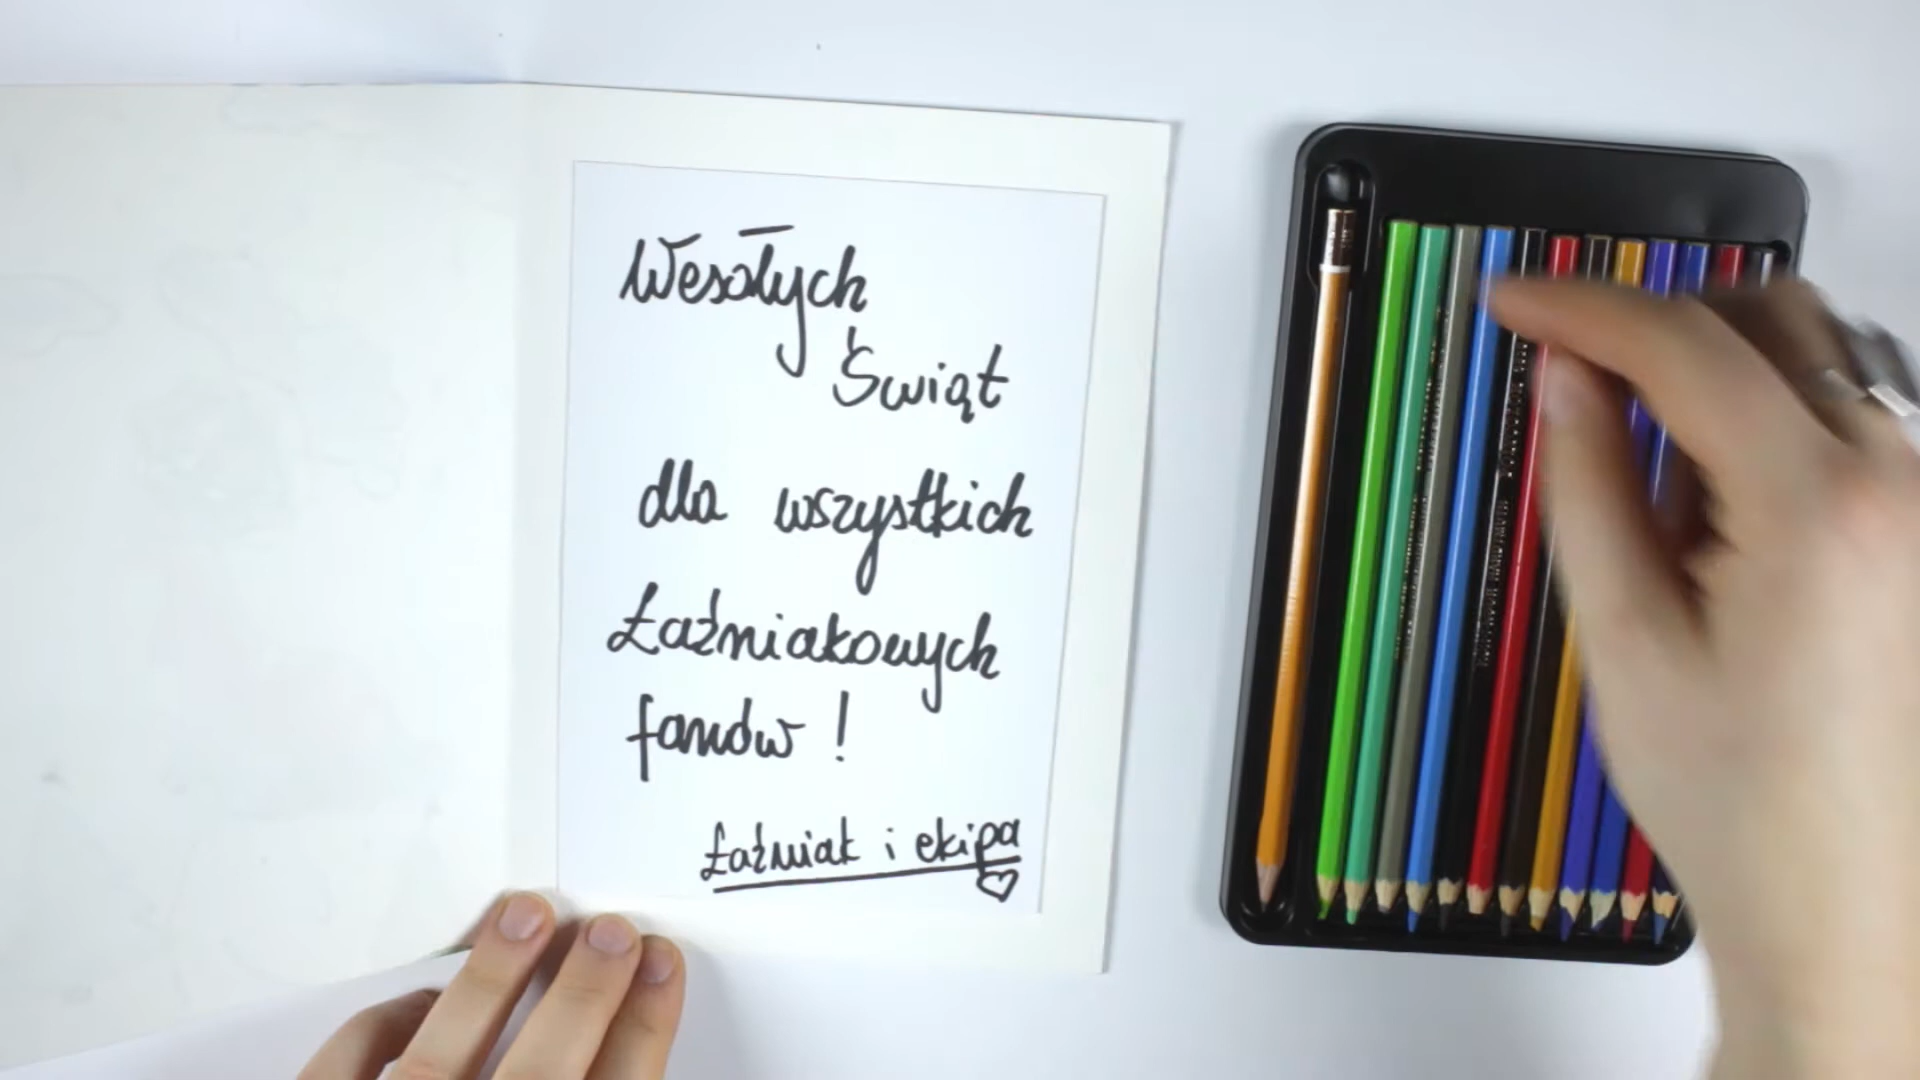 Wesołych
Świąt
dla wszystkich
Łaźniakowych
fanów!
Łaźniak i ekipa